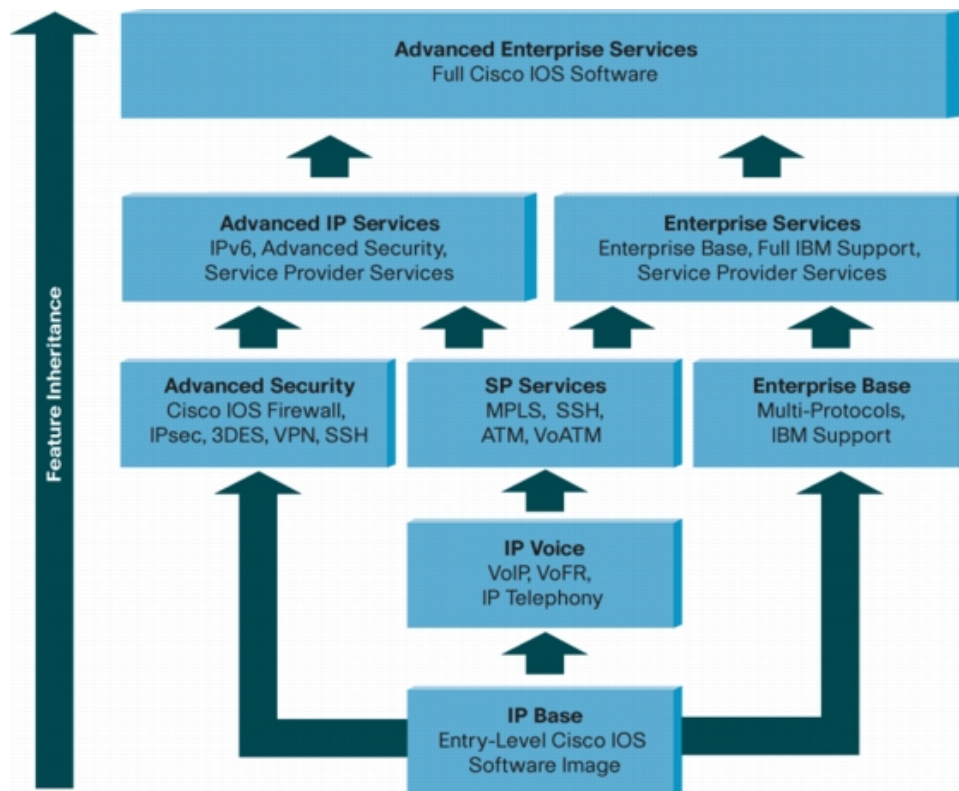 Advanced Enterprise Services
Full Cisco IOS Software
Advanced IP Services
IPv6, Advanced Security,
Service Provider Services
Enterprise Services
Enterprise Base, Full IBM Support,
Service Provider Services
Feature Inheritance
Advanced Security
Cisco IOS Firewall,
IPsec, 3DES, VPN, SSH
SP Services
MPLS, SSH,
ATM, VoATM
Enterprise Base
Multi-Protocols,
IBM Support
IP Voice
VoIP, VoFR,
IP Telephony
IP Base
Entry-Level Cisco IOS
Software Image